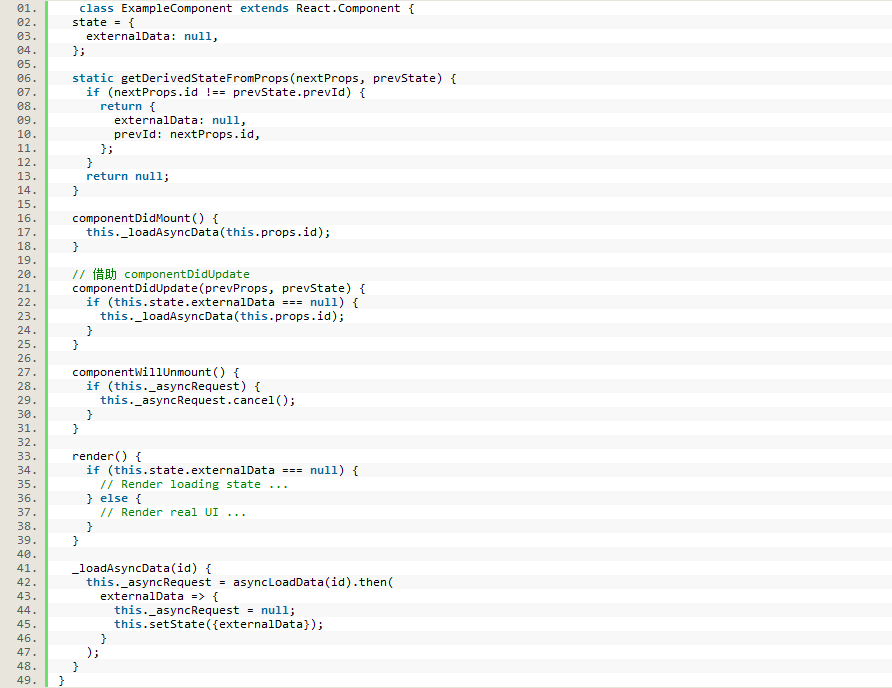 01.    class ExampleComponent extends React.Component {
02.   state = {
03.     externalData: null,
04.   };
05.
06.   static getDerivedStateFromProps(nextProps, prevState) {
07.     if (nextProps.id !== prevState.prevId) {
08.       return {
09.         externalData: null,
10.         prevId: nextProps.id,
11.       };
12.     }
13.     return null;
14.   }
15.
16.   componentDidMount() {
17.     this._loadAsyncData(this.props.id);
18.   }
19.
20.   // 借助 componentDidUpdate
21.   componentDidUpdate(prevProps, prevState) {
22.     if (this.state.externalData === null) {
23.       this._loadAsyncData(this.props.id);
24.     }
25.   }
26.
27.   componentWillUnmount() {
28.     if (this._asyncRequest) {
29.       this._asyncRequest.cancel();
30.     }
31.   }
32.
33.   render() {
34.     if (this.state.externalData === null) {
35.       // Render loading state ...
36.     } else {
37.       // Render real UI ...
38.     }
39.   }
40.
41.   _loadAsyncData(id) {
42.     this._asyncRequest = asyncLoadData(id).then(
43.       externalData => {
44.         this._asyncRequest = null;
45.         this.setState({externalData});
46.       }
47.     );
48.   }
49. }